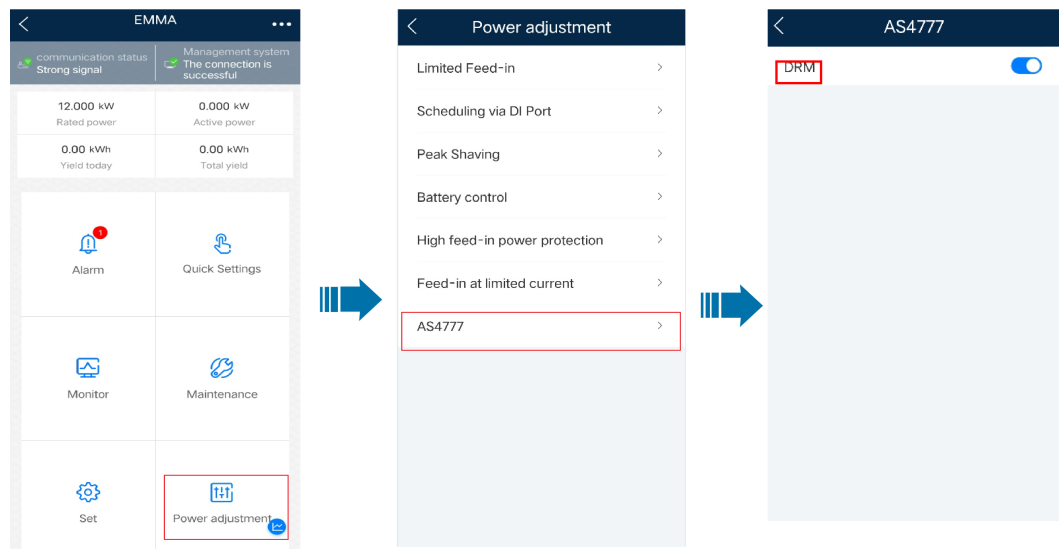 EMMA
communication status
Strong signal
Management system
The connection is
successful
12.000 kW
Rated power
0.000 kW
Active power
0.00 kWh
Yield today
0.00 kWh
Total yield
1
Alarm
Quick Settings
Monitor
Maintenance
Set
Power adjustment
Power adjustment
Limited Feed-in
Scheduling via DI Port
Peak Shaving
Battery control
High feed-in power protection
Feed-in at limited current
AS4777
AS4777
DRM